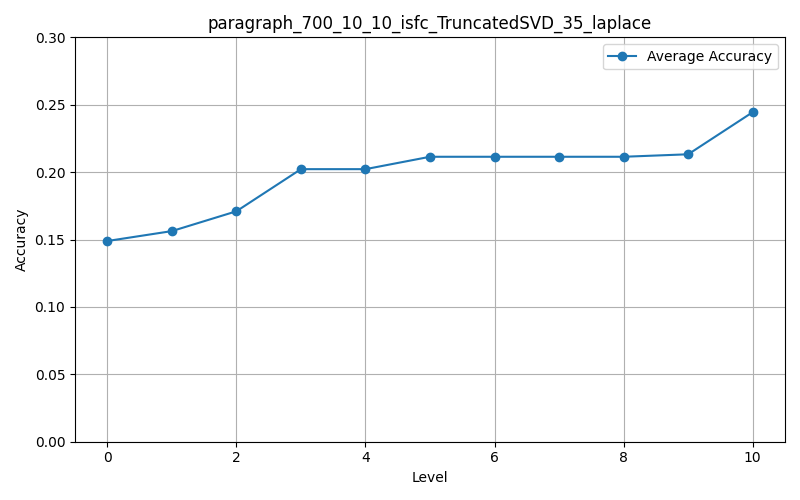 paragraph_700_10_10_isfc_TruncatedSVD_35_laplace
Average Accuracy
0.30
0.25
0.20
0.15
0.10
0.05
0.00
Accuracy
0 2 4 6 8 10
Level